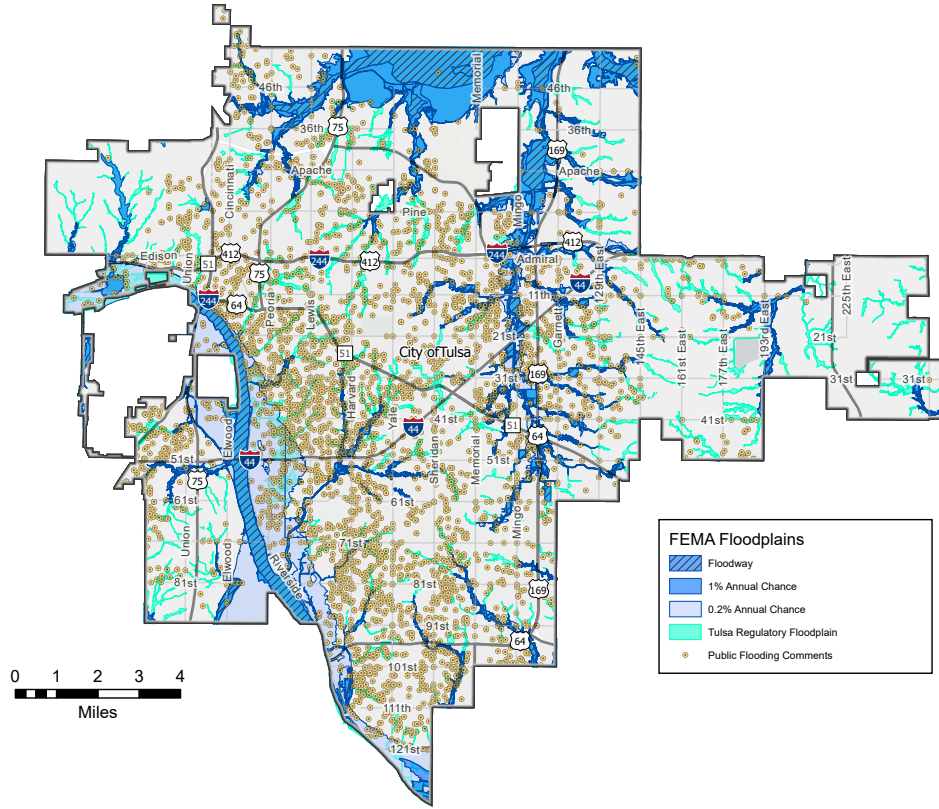 Memorial
46th
46th
36th
75
36th
169
Apache
Apache
Cincinnati
Pine
Mingo
Edison
Union
51
412
75
244
412
244
Admiral
412
44
129th East
225th East
244
64
Peoria
Lewis
11th
Garnett
145th East
161st East
177th East
193rd East
21st
21st
51
City of Tulsa
31st
169
31st
31st
Harvard
Yale
44
41st
51
64
41st
Elwood
Sheridan
Memorial
51st
44
51st
75
61st
61st
Mingo
Union
Elwood
71st
Riverside
81st
81st
169
91st
64
101st
111th
121st
FEMA Floodplains
Floodway
1% Annual Chance
0.2% Annual Chance
Tulsa Regulatory Floodplain
Public Flooding Comments
0 1 2 3 4
Miles